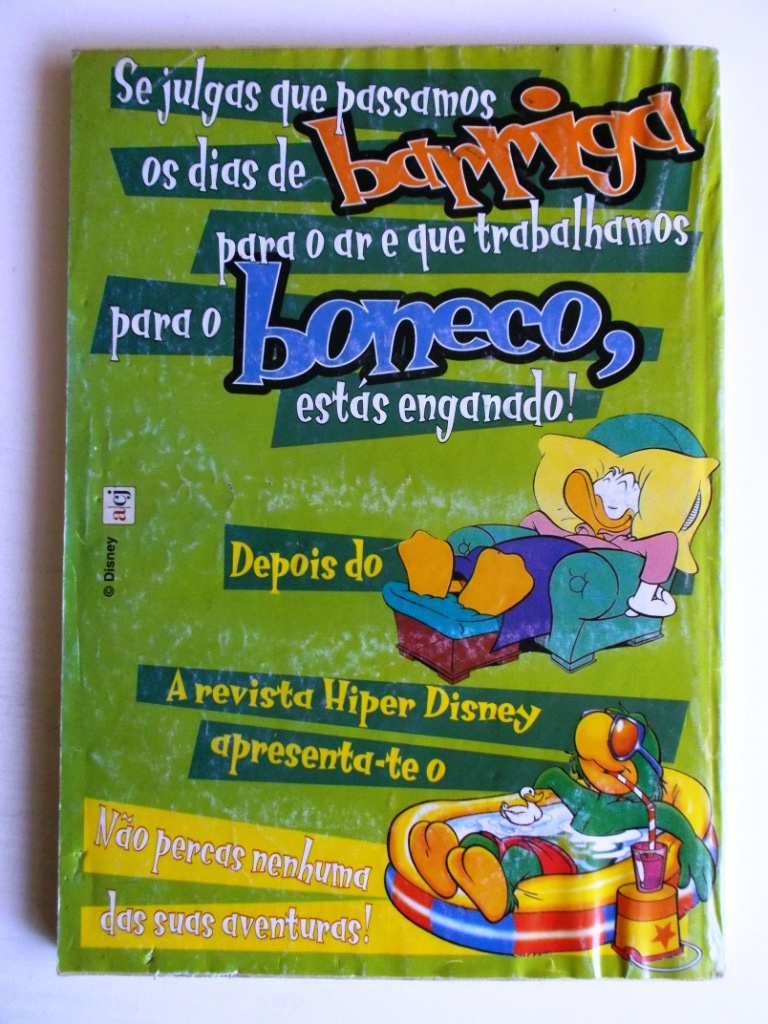 Se julgas que passamos
os dias de barriga
para o ar e que trabalhamos
para o boneco,
estás enganado!
© Disney a|cj
Depois do
A revista Hiper Disney
apresenta-te o
Não percas nenhuma
das suas aventuras!